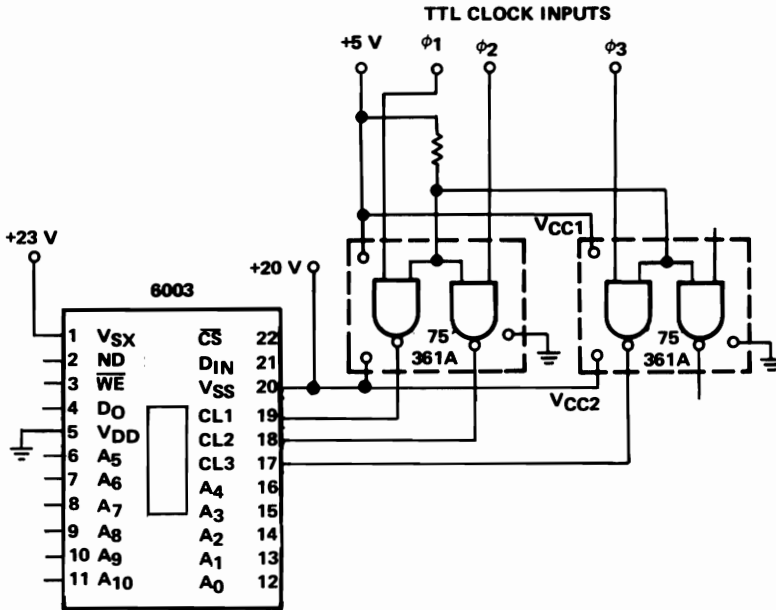 TTL CLOCK INPUTS
+5 V
ϕ1
ϕ2
ϕ3
+23 V
+20 V
VCC1
6003
75
361A
75
361A
VCC2
1 VSX
2 ND
3 WE
4 DO
5 VDD
6 A5
7 A6
8 A7
9 A8
10 A9
11 A10
CS 22
DIN 21
VSS 20
CL1 19
CL2 18
CL3 17
A4 16
A3 15
A2 14
A1 13
A0 12